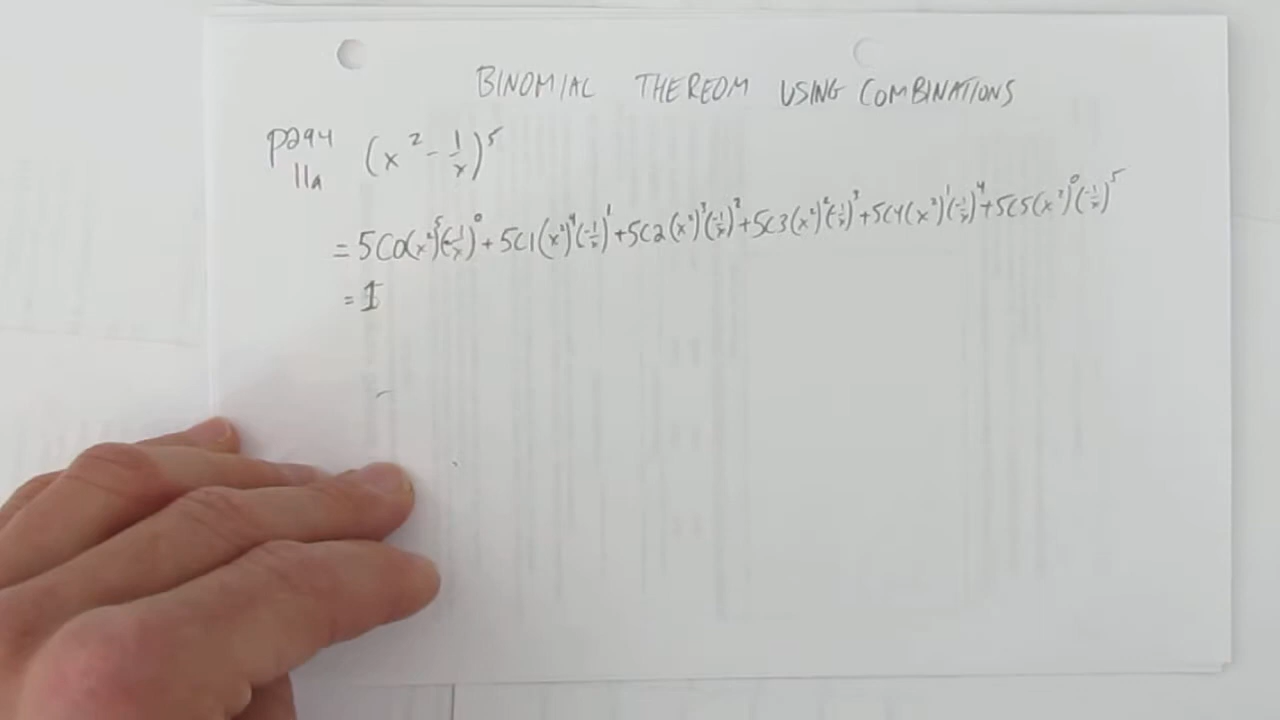 BINOMIAL THEREOM USING COMBINATIONS
p294 (x² - 1/x)⁵
11a
= 5C0(x²)⁵(-1/x)⁰ + 5C1(x²)⁴(-1/x)¹ + 5C2(x²)³(-1/x)² + 5C3(x²)²(-1/x)³ + 5C4(x²)¹(-1/x)⁴ + 5C5(x²)⁰(-1/x)⁵
= 1